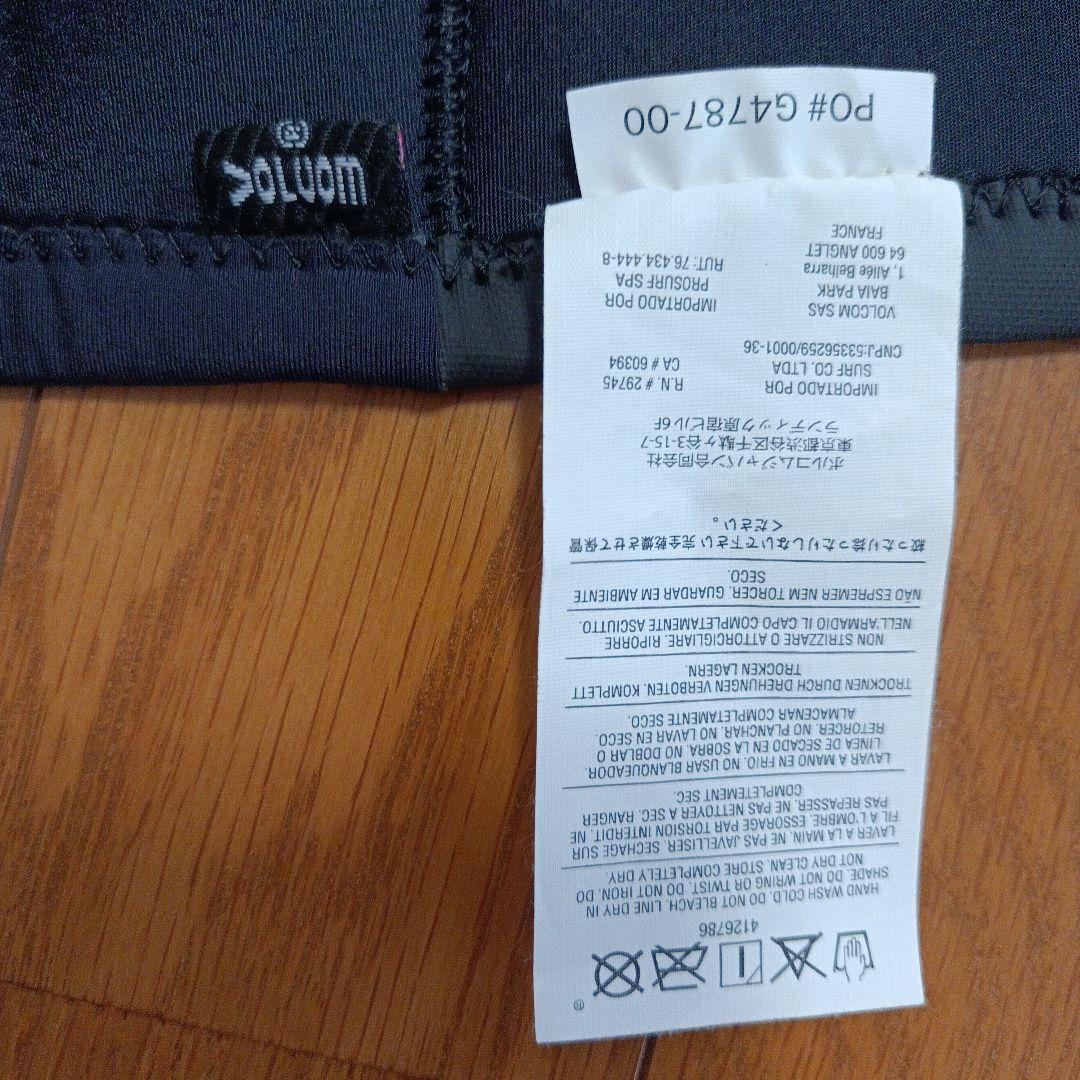 VOLCOM
®
®
4126786
HAND WASH COLD. DO NOT BLEACH. LINE DRY IN
SHADE. DO NOT WRING OR TWIST. DO NOT IRON. DO
NOT DRY CLEAN. STORE COMPLETELY DRY.
LAVER A LA MAIN. NE PAS JAVELLISER. SECHAGE SUR
FIL A L'OMBRE. ESSORAGE PAR TORSION INTERDIT. NE
PAS REPASSER. NE PAS NETTOYER A SEC. RANGER
COMPLETEMENT SEC.
LAVAR A MANO EN FRIO. NO USAR BLANQUEADOR.
LINEA DE SECADO EN LA SOBRA. NO DOBLAR O
RETORCER. NO PLANCHAR. NO LAVAR EN SECO.
ALMACENAR COMPLETAMENTE SECO.
TROCKNEN DURCH DREHUNGEN VERBOTEN. KOMPLETT
TROCKEN LAGERN.
NON STRIZZARE O ATTORCIGLIARE. RIPORRE
NELL'ARMADIO IL CAPO COMPLETAMENTE ASCIUTTO.
NÃO ESPREMER NEM TORCER. GUARDAR EM AMBIENTE
SECO.
絞ったり捻ったりしないで下さい 完全乾燥させて保管
ください。
ボルコムジャパン合同会社
東京都渋谷区千駄ヶ谷3-15-7
ランディック原宿ビル 6F
IMPORTADO POR
SURF CO. LTDA
CNPJ:53356259/0001-36
R.N. # 29745
CA # 60394
VOLCOM SAS
BAIA PARK
1, Allée Belharra
64 600 ANGLET
FRANCE
IMPORTADO POR
PROSURF SPA
RUT: 76.434.444-8
PO# G4787-00